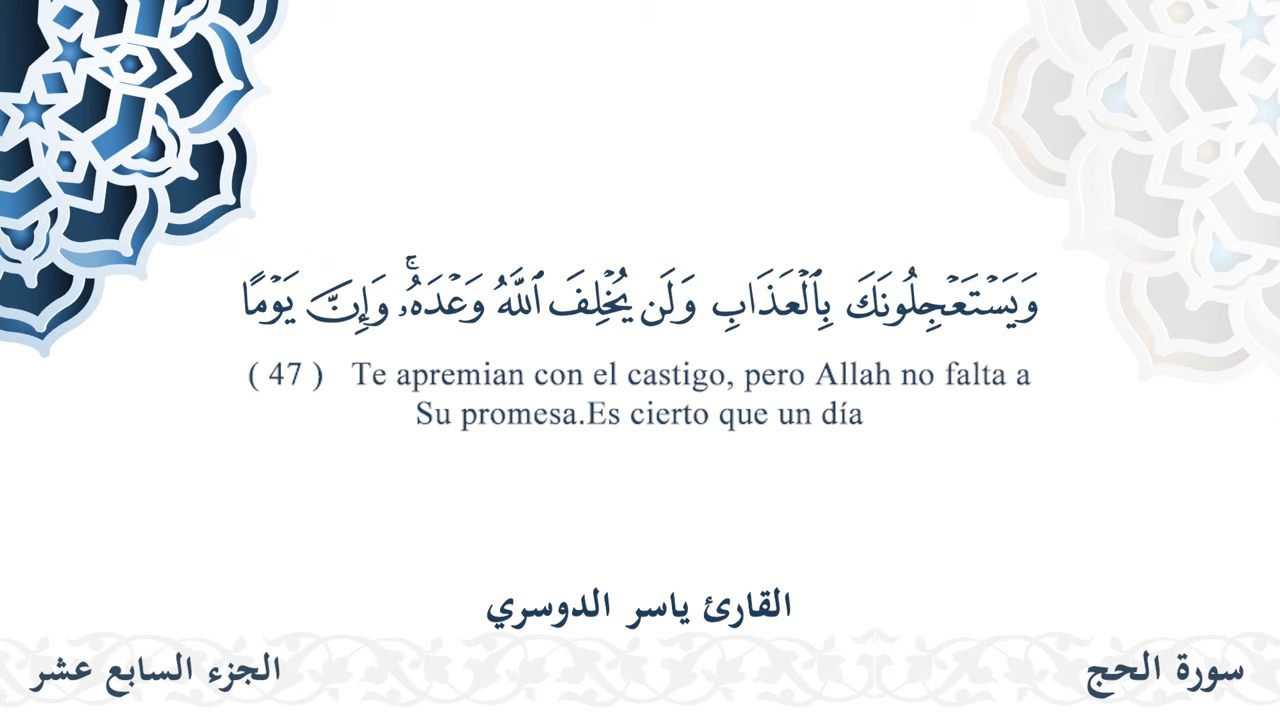 وَيَسۡتَعۡجِلُونَكَ بِٱلۡعَذَابِ وَلَن يُخۡلِفَ ٱللَّهُ وَعۡدَهُۥۚ وَإِنَّ يَوۡمًا
( 47 ) Te apremian con el castigo, pero Allah no falta a
Su promesa.Es cierto que un día
القارئ ياسر الدوسري
سورة الحج
الجزء السابع عشر